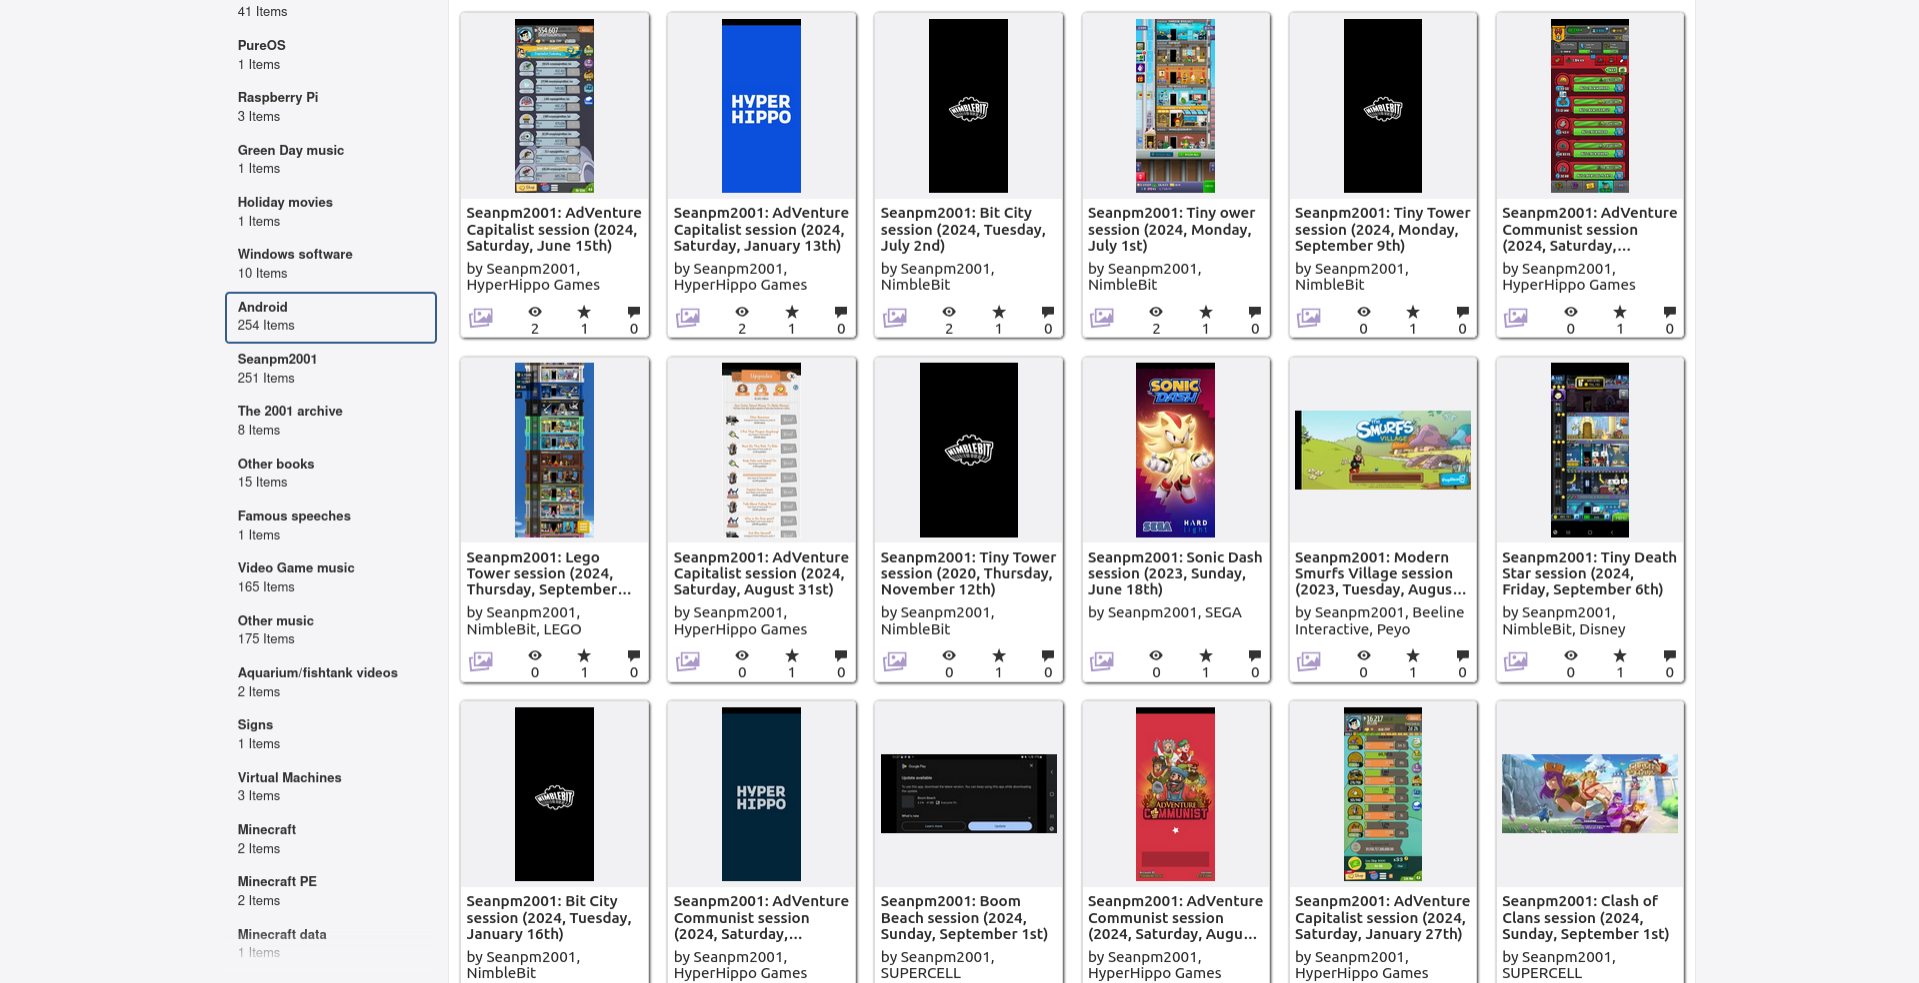 41 Items
PureOS
1 Items
Raspberry Pi
3 Items
Green Day music
1 Items
Holiday movies
1 Items
Windows software
10 Items
Android
254 Items
Seanpm2001
251 Items
The 2001 archive
8 Items
Other books
15 Items
Famous speeches
1 Items
Video Game music
165 Items
Other music
175 Items
Aquarium/fishtank videos
2 Items
Signs
1 Items
Virtual Machines
3 Items
Minecraft
2 Items
Minecraft PE
2 Items
Minecraft data
1 Items
Seanpm2001: AdVenture
Capitalist session (2024,
Saturday, June 15th)
by Seanpm2001,
HyperHippo Games
2 1 0
HYPER
HIPPO
Seanpm2001: AdVenture
Capitalist session (2024,
Saturday, January 13th)
by Seanpm2001,
HyperHippo Games
2 1 0
NIMBLEBIT
Seanpm2001: Bit City
session (2024, Tuesday,
July 2nd)
by Seanpm2001,
NimbleBit
2 1 0
Seanpm2001: Tiny ower
session (2024, Monday,
July 1st)
by Seanpm2001,
NimbleBit
2 1 0
NIMBLEBIT
Seanpm2001: Tiny Tower
session (2024, Monday,
September 9th)
by Seanpm2001,
NimbleBit
0 1 0
Seanpm2001: AdVenture
Communist session
(2024, Saturday,...
by Seanpm2001,
HyperHippo Games
0 1 0
Seanpm2001: Lego
Tower session (2024,
Thursday, September...
by Seanpm2001,
NimbleBit, LEGO
0 1 0
Upgrades
Seanpm2001: AdVenture
Capitalist session (2024,
Saturday, August 31st)
by Seanpm2001,
HyperHippo Games
0 1 0
NIMBLEBIT
Seanpm2001: Tiny Tower
session (2020, Thursday,
November 12th)
by Seanpm2001,
NimbleBit
0 1 0
SONIC
DASH
SEGA HARD
light
Seanpm2001: Sonic Dash
session (2023, Sunday,
June 18th)
by Seanpm2001, SEGA
0 1 0
THE
SMURFS
VILLAGE
Seanpm2001: Modern
Smurfs Village session
(2023, Tuesday, Augus...
by Seanpm2001, Beeline
Interactive, Peyo
0 1 0
Seanpm2001: Tiny Death
Star session (2024,
Friday, September 6th)
by Seanpm2001,
NimbleBit, Disney
0 1 0
NIMBLEBIT
Seanpm2001: Bit City
session (2024, Tuesday,
January 16th)
by Seanpm2001,
NimbleBit
HYPER
HIPPO
Seanpm2001: AdVenture
Communist session
(2024, Saturday,...
by Seanpm2001,
HyperHippo Games
Google Play
Update available
What's new
Learn more Update
Seanpm2001: Boom
Beach session (2024,
Sunday, September 1st)
by Seanpm2001,
SUPERCELL
ADVENTURE
COMMUNIST
Seanpm2001: AdVenture
Communist session
(2024, Saturday, Augu...
by Seanpm2001,
HyperHippo Games
16.217
Seanpm2001: AdVenture
Capitalist session (2024,
Saturday, January 27th)
by Seanpm2001,
HyperHippo Games
Seanpm2001: Clash of
Clans session (2024,
Sunday, September 1st)
by Seanpm2001,
SUPERCELL